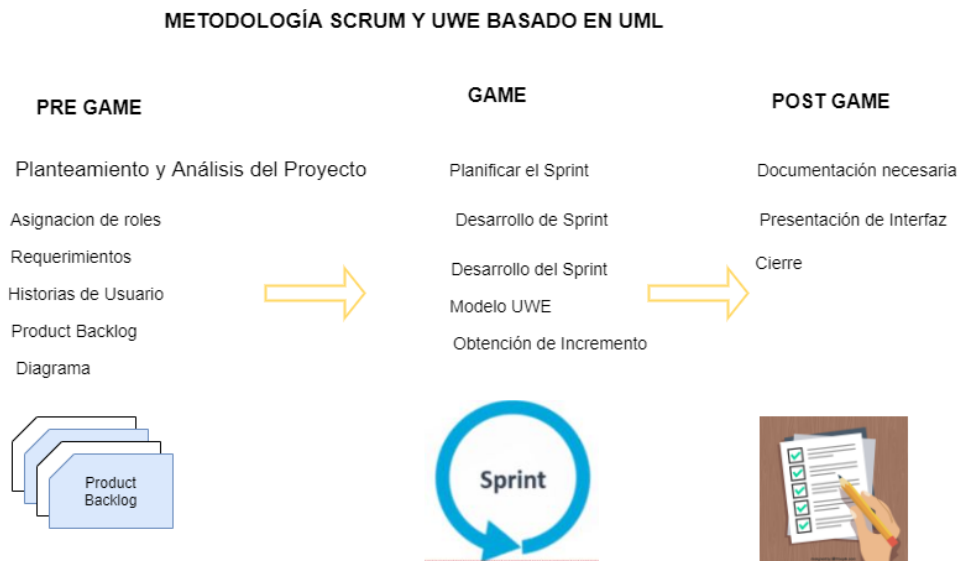 METODOLOGÍA SCRUM Y UWE BASADO EN UML
PRE GAME
Planteamiento y Análisis del Proyecto
Asignacion de roles
Requerimientos
Historias de Usuario
Product Backlog
Diagrama
Product
Backlog
GAME
Planificar el Sprint
Desarrollo de Sprint
Desarrollo del Sprint
Modelo UWE
Obtención de Incremento
Sprint
POST GAME
Documentación necesaria
Presentación de Interfaz
Cierre